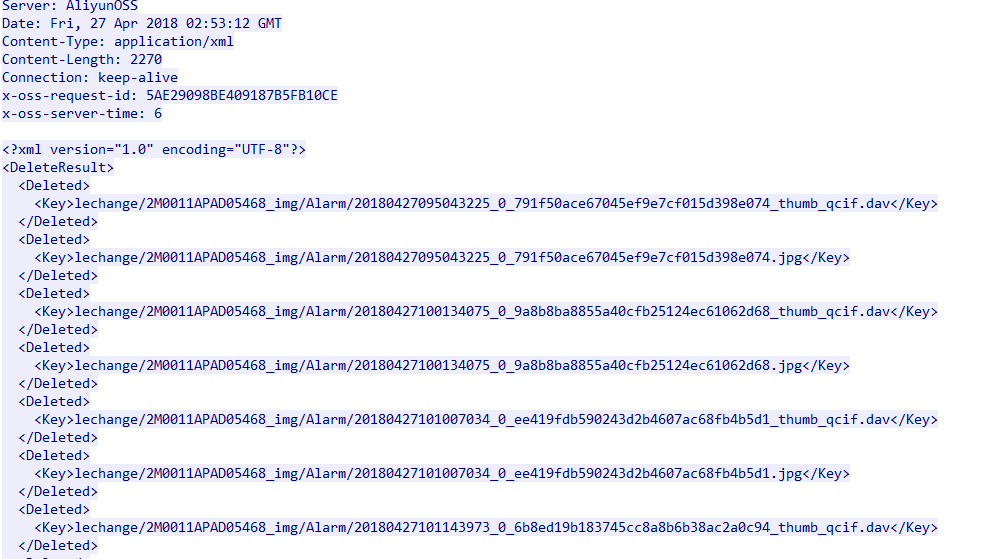 Server: AliyunOSS
Date: Fri, 27 Apr 2018 02:53:12 GMT
Content-Type: application/xml
Content-Length: 2270
Connection: keep-alive
x-oss-request-id: 5AE29098BE409187B5FB10CE
x-oss-server-time: 6

<?xml version="1.0" encoding="UTF-8"?>
<DeleteResult>
  <Deleted>
    <Key>lechange/2M0011APAD05468_img/Alarm/20180427095043225_0_791f50ace67045ef9e7cf015d398e074_thumb_qcif.dav</Key>
  </Deleted>
  <Deleted>
    <Key>lechange/2M0011APAD05468_img/Alarm/20180427095043225_0_791f50ace67045ef9e7cf015d398e074.jpg</Key>
  </Deleted>
  <Deleted>
    <Key>lechange/2M0011APAD05468_img/Alarm/20180427100134075_0_9a8b8ba8855a40cfb25124ec61062d68_thumb_qcif.dav</Key>
  </Deleted>
  <Deleted>
    <Key>lechange/2M0011APAD05468_img/Alarm/20180427100134075_0_9a8b8ba8855a40cfb25124ec61062d68.jpg</Key>
  </Deleted>
  <Deleted>
    <Key>lechange/2M0011APAD05468_img/Alarm/20180427101007034_0_ee419fdb590243d2b4607ac68fb4b5d1_thumb_qcif.dav</Key>
  </Deleted>
  <Deleted>
    <Key>lechange/2M0011APAD05468_img/Alarm/20180427101007034_0_ee419fdb590243d2b4607ac68fb4b5d1.jpg</Key>
  </Deleted>
  <Deleted>
    <Key>lechange/2M0011APAD05468_img/Alarm/20180427101143973_0_6b8ed19b183745cc8a8b6b38ac2a0c94_thumb_qcif.dav</Key>
  </Deleted>